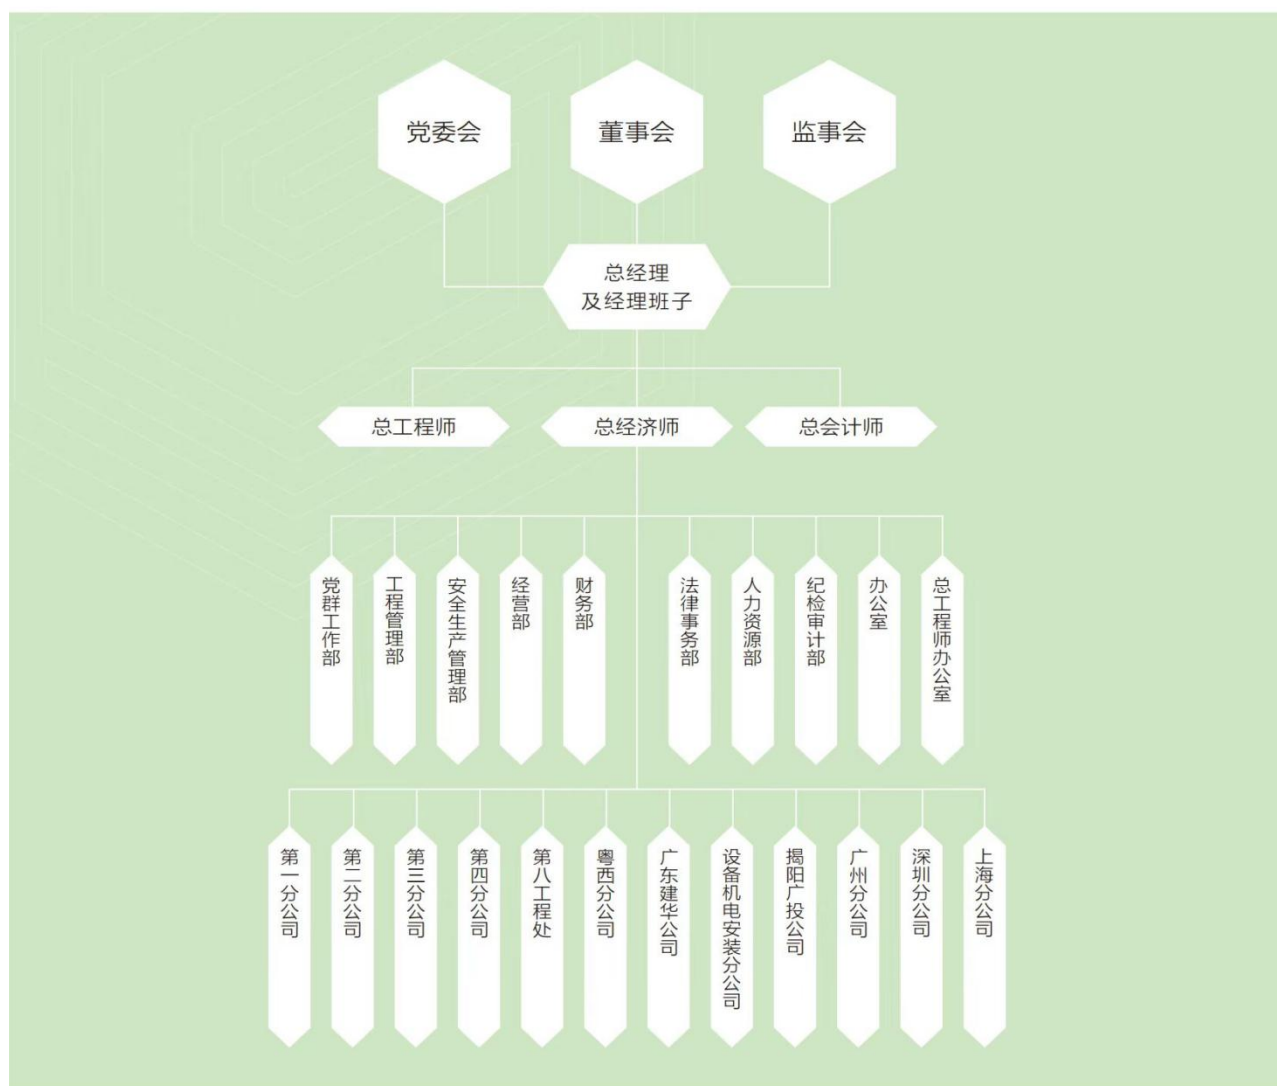 党委会
董事会
监事会
总经理
及经理班子
总工程师
总经济师
总会计师
党群工作部
工程管理部
安全生产管理部
经营部
财务部
法律事务部
人力资源部
纪检审计部
办公室
总工程师办公室
第一分公司
第二分公司
第三分公司
第四分公司
第八工程处
粤西分公司
广东建华公司
设备机电安装分公司
揭阳广投公司
广州分公司
深圳分公司
上海分公司